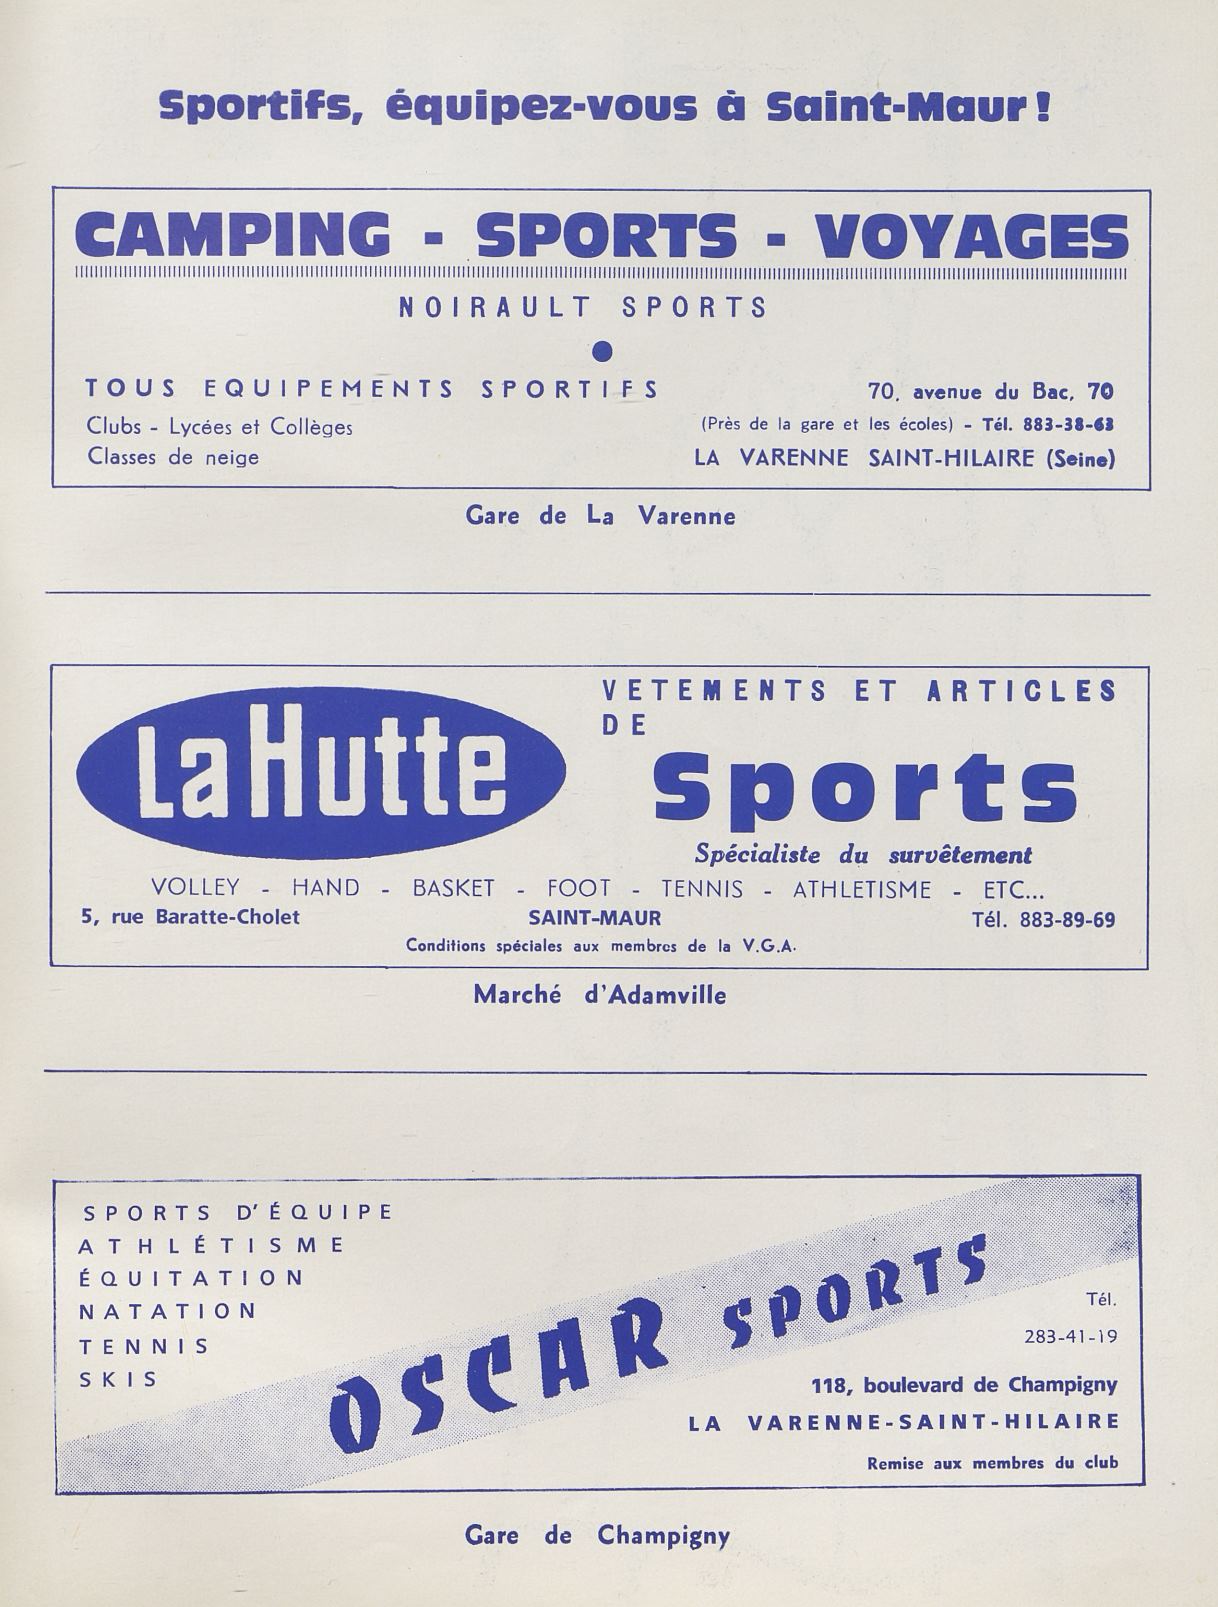 Sportifs, équipez-vous à Saint-Maur !
CAMPING - SPORTS - VOYAGES
NOIRAULT SPORTS
TOUS EQUIPEMENTS SPORTIFS
Clubs - Lycées et Collèges
Classes de neige
70, avenue du Bac, 70
(Près de la gare et les écoles) - Tél. 883-38-63
LA VARENNE SAINT-HILAIRE (Seine)
Gare de La Varenne
La Hutte
VETEMENTS ET ARTICLES
DE
Sports
Spécialiste du survêtement
VOLLEY - HAND - BASKET - FOOT - TENNIS - ATHLETISME - ETC...
5, rue Baratte-Cholet SAINT-MAUR Tél. 883-89-69
Conditions spéciales aux membres de la V.G.A.
Marché d'Adamville
SPORTS D'ÉQUIPE
ATHLÉTISME
ÉQUITATION
NATATION
TENNIS
SKIS
OSCAR SPORTS
Tél.
283-41-19
118, boulevard de Champigny
LA VARENNE-SAINT-HILAIRE
Remise aux membres du club
Gare de Champigny